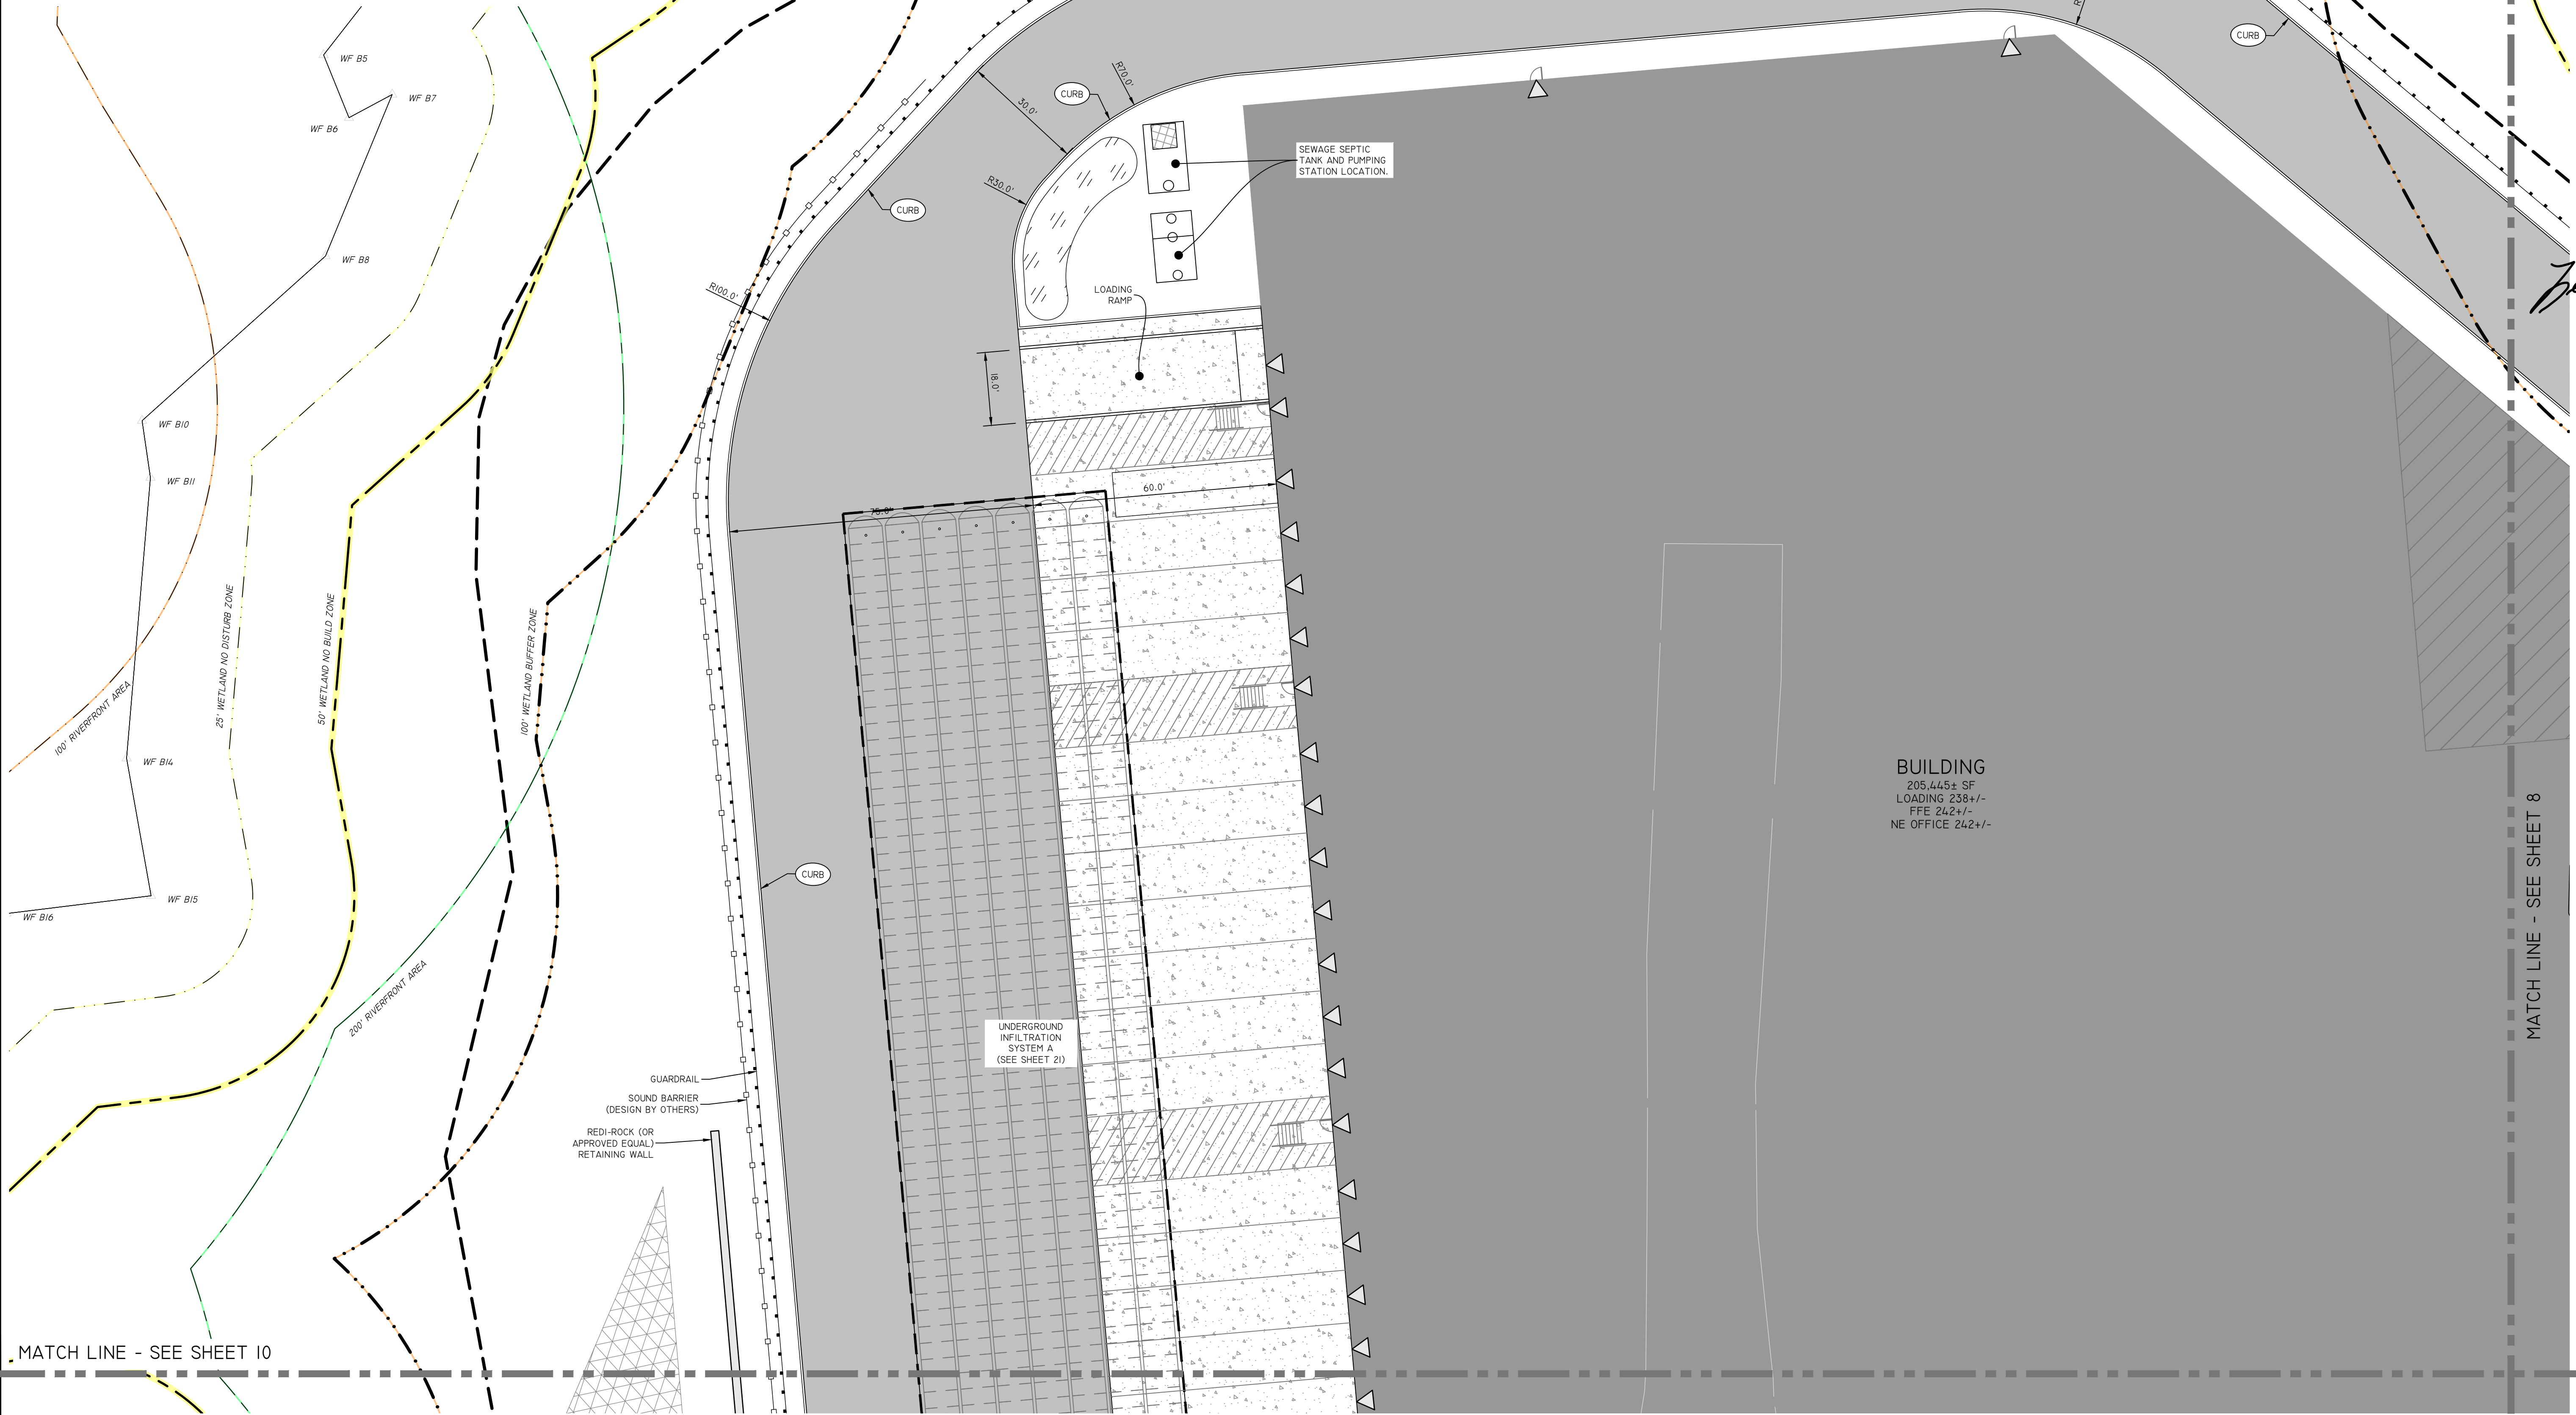 WF B5
WF B7
WF B6
WF B8
WF B10
WF B11
WF B14
WF B15
WF B16
100' RIVERFRONT AREA
25' WETLAND NO DISTURB ZONE
50' WETLAND NO BUILD ZONE
100' WETLAND BUFFER ZONE
200' RIVERFRONT AREA
CURB
R70.0'
30.0'
R30.0'
CURB
R100.0'
CURB
SEWAGE SEPTIC
TANK AND PUMPING
STATION LOCATION.
LOADING
RAMP
18.0'
60.0'
75.0'
CURB
UNDERGROUND
INFILTRATION
SYSTEM A
(SEE SHEET 21)
GUARDRAIL
SOUND BARRIER
(DESIGN BY OTHERS)
REDI-ROCK (OR
APPROVED EQUAL)
RETAINING WALL
BUILDING
205,445± SF
LOADING 238+/-
FFE 242+/-
NE OFFICE 242+/-
MATCH LINE - SEE SHEET 8
MATCH LINE - SEE SHEET 10